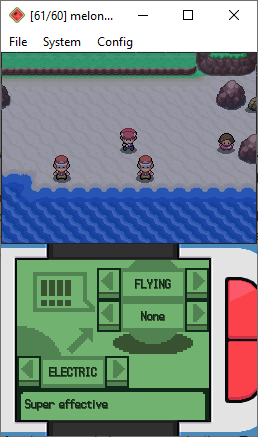 [61/60] melon...
File System Config
FLYING
None
ELECTRIC
Super effective